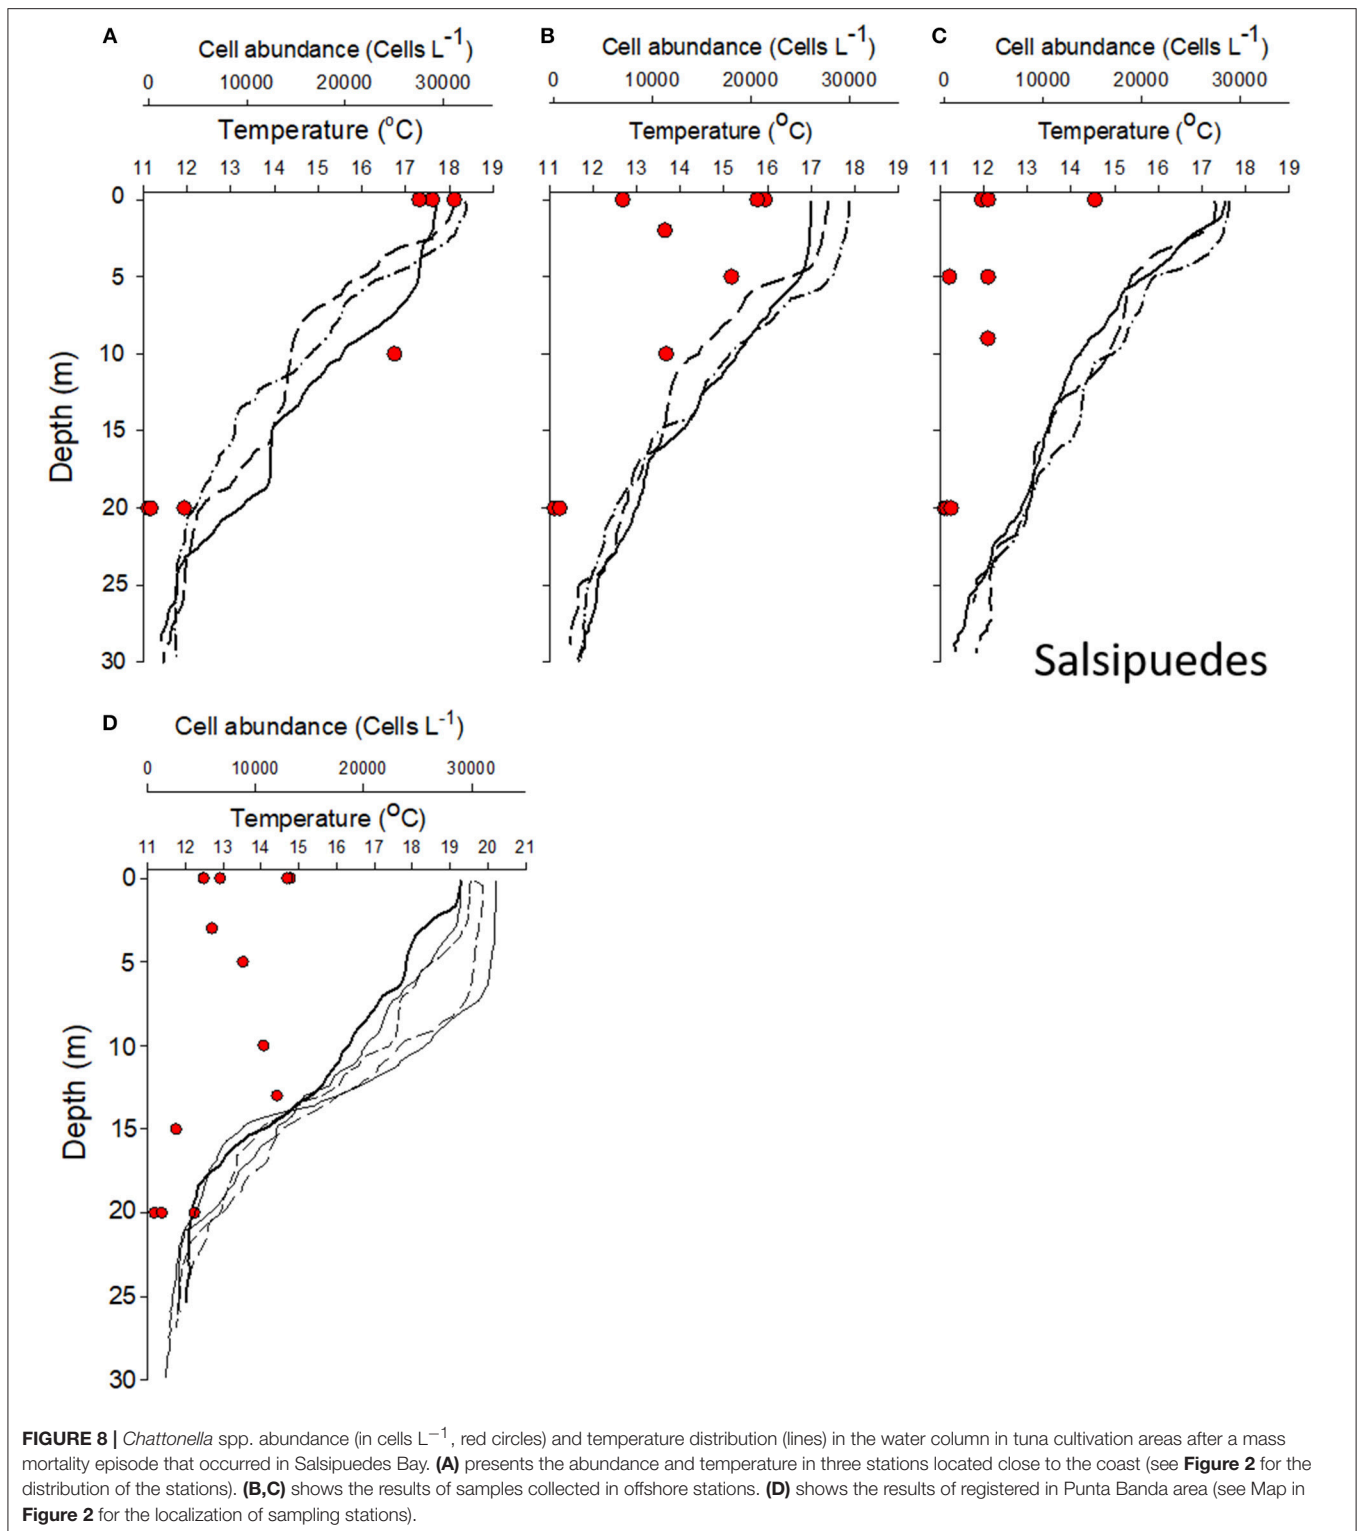 A
Cell abundance (Cells L-1)
0 10000 20000 30000
Temperature (oC)
11 12 13 14 15 16 17 18 19
0
5
10
15
20
25
30
Depth (m)
B
Cell abundance (Cells L-1)
0 10000 20000 30000
Temperature (OC)
11 12 13 14 15 16 17 18 19
C
Cell abundance (Cells L-1)
0 10000 20000 30000
Temperature (OC)
11 12 13 14 15 16 17 18 19
Salsipuedes
D
Cell abundance (Cells L-1)
0 10000 20000 30000
Temperature (OC)
11 12 13 14 15 16 17 18 19 20 21
0
5
10
15
20
25
30
Depth (m)
FIGURE 8 | Chattonella spp. abundance (in cells L−1, red circles) and temperature distribution (lines) in the water column in tuna cultivation areas after a mass
mortality episode that occurred in Salsipuedes Bay. (A) presents the abundance and temperature in three stations located close to the coast (see Figure 2 for the
distribution of the stations). (B,C) shows the results of samples collected in offshore stations. (D) shows the results of registered in Punta Banda area (see Map in
Figure 2 for the localization of sampling stations).